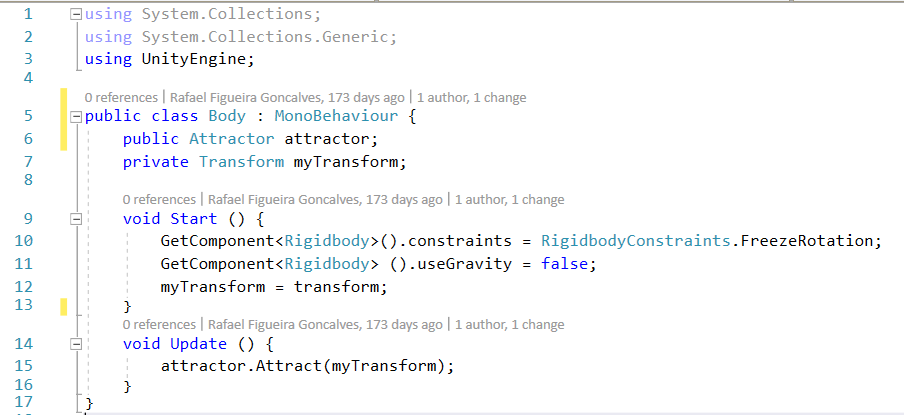 1 using System.Collections;
2 using System.Collections.Generic;
3 using UnityEngine;
4
0 references | Rafael Figueira Goncalves, 173 days ago | 1 author, 1 change
5 public class Body : MonoBehaviour {
6 public Attractor attractor;
7 private Transform myTransform;
8
0 references | Rafael Figueira Goncalves, 173 days ago | 1 author, 1 change
9 void Start () {
10 GetComponent<Rigidbody>().constraints = RigidbodyConstraints.FreezeRotation;
11 GetComponent<Rigidbody> ().useGravity = false;
12 myTransform = transform;
13 }
0 references | Rafael Figueira Goncalves, 173 days ago | 1 author, 1 change
14 void Update () {
15 attractor.Attract(myTransform);
16 }
17 }